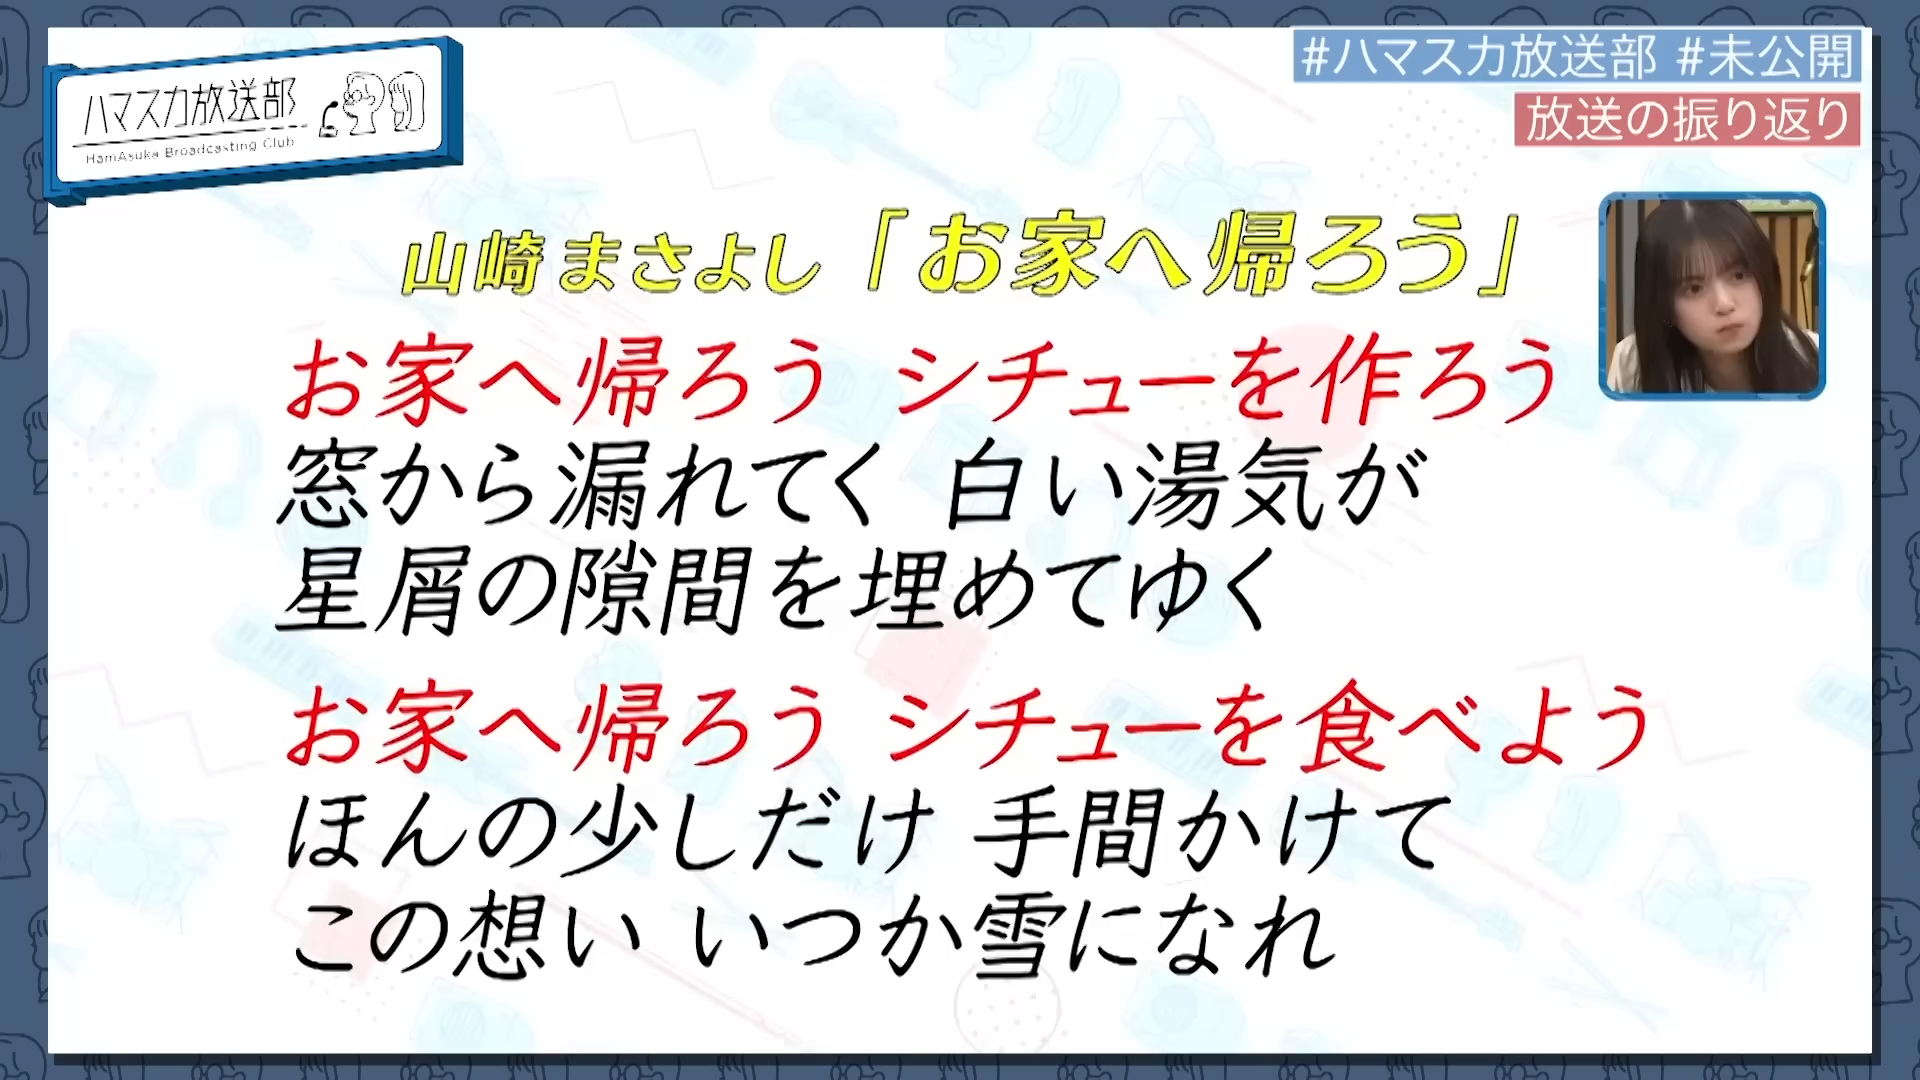 ハマスカ放送部
HamAsuka Broadcasting Club
#ハマスカ放送部 #未公開
放送の振り返り
山崎まさよし「お家へ帰ろう」
お家へ帰ろう シチューを作ろう
窓から漏れてく 白い湯気が
星屑の隙間を埋めてゆく
お家へ帰ろう シチューを食べよう
ほんの少しだけ 手間かけて
この想い いつか雪になれ